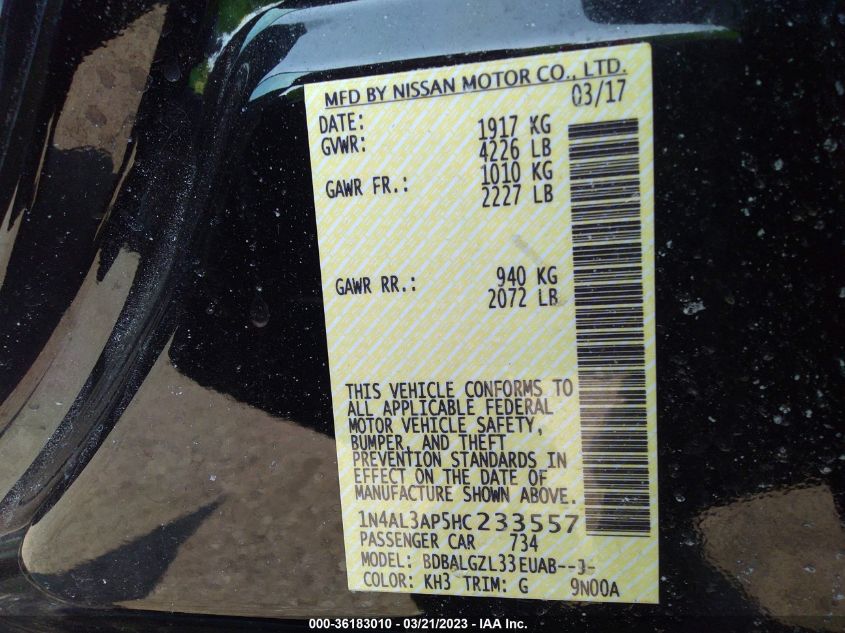 MFD BY NISSAN MOTOR CO., LTD.
DATE: 03/17
GVWR: 1917 KG
4226 LB
GAWR FR.: 1010 KG
2227 LB
GAWR RR.: 940 KG
2072 LB
THIS VEHICLE CONFORMS TO
ALL APPLICABLE FEDERAL
MOTOR VEHICLE SAFETY,
BUMPER, AND THEFT
PREVENTION STANDARDS IN
EFFECT ON THE DATE OF
MANUFACTURE SHOWN ABOVE.
1N4AL3AP5HC233557
PASSENGER CAR 734
MODEL: BDBALGZL33EUAB--J-
COLOR: KH3 TRIM: G 9N00A
000-36183010 / 03/21/2023 - IAA Inc.